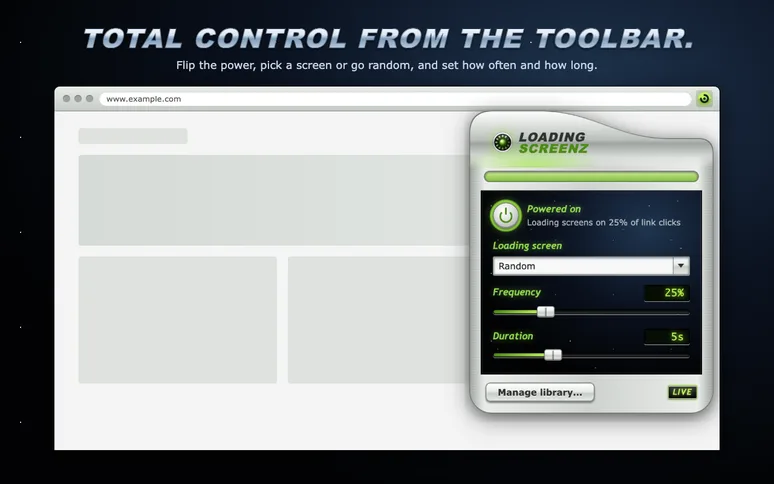 TOTAL CONTROL FROM THE TOOLBAR.
Flip the power, pick a screen or go random, and set how often and how long.
www.example.com
LOADING
SCREENZ
Powered on
Loading screens on 25% of link clicks
Loading screen
Random
Frequency
25%
Duration
5s
Manage library...
LIVE